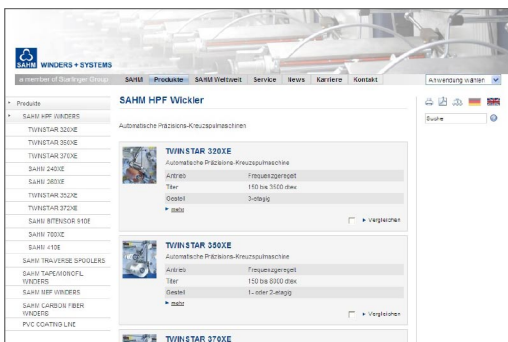 SAHM WINDERS + SYSTEMS
a member of Starlinger Group
SAHM Produkte SAHM Weltweit Service News Karriere Kontakt
Anwendung wählen
Produkte
SAHM HPF WINDERS
TWINSTAR 320XE
TWINSTAR 350XE
TWINSTAR 370XE
SAHM 240XE
SAHM 260XE
TWINSTAR 352XE
TWINSTAR 372XE
SAHM BITENSOR 910E
SAHM 700XE
SAHM 410E
SAHM TRAVERSE SPOOLERS
SAHM TAPE/MONOFIL
WINDERS
SAHM NEF WINDERS
SAHM CARBON FIBER
WINDERS
PVC COATING LINE
SAHM HPF Wickler
Automatische Präzisions-Kreuzspulmaschinen
TWINSTAR 320XE
Automatische Präzisions-Kreuzspulmaschine
Antrieb Frequenzgeregelt
Titer 150 bis 3500 dtex
Gestell 3-etagig
mehr
Vergleichen
TWINSTAR 350XE
Automatische Präzisions-Kreuzspulmaschine
Antrieb Frequenzgeregelt
Titer 150 bis 8000 dtex
Gestell 1- oder 2-etagig
mehr
Vergleichen
TWINSTAR 370XE
Suche